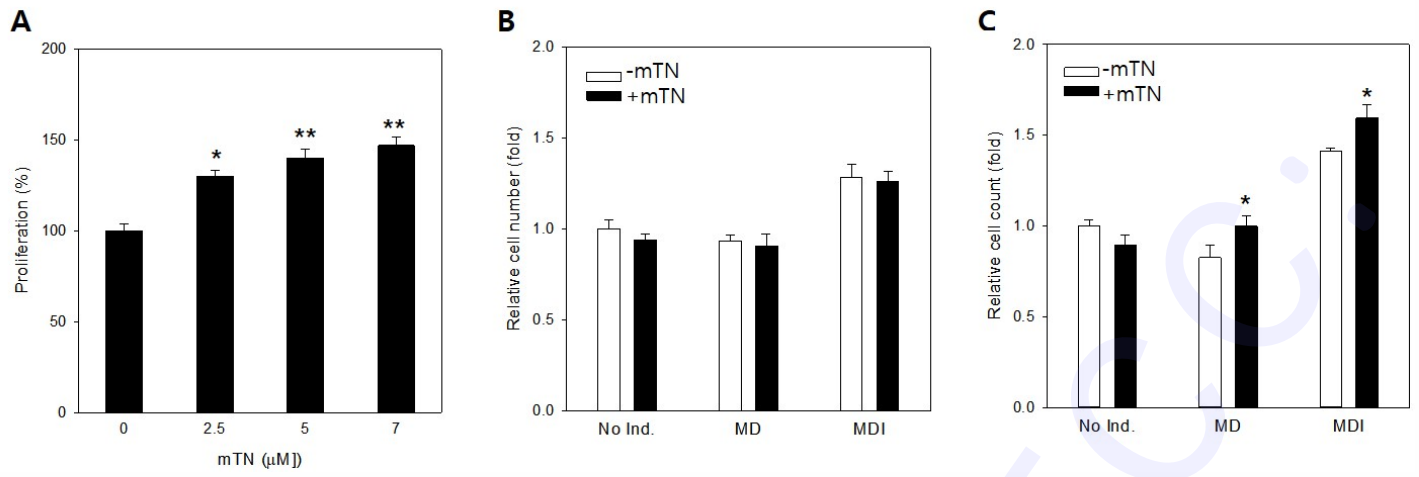 A
200
150
100
50
0
Proliferation (%)
*
**
**
0 2.5 5 7
mTN (μM])
B
2.0
1.5
1.0
0.5
0.0
Relative cell number (fold)
-mTN
+mTN
No Ind. MD MDI
C
2.0
1.5
1.0
0.5
0.0
Relative cell count (fold)
-mTN
+mTN
*
*
No Ind. MD MDI